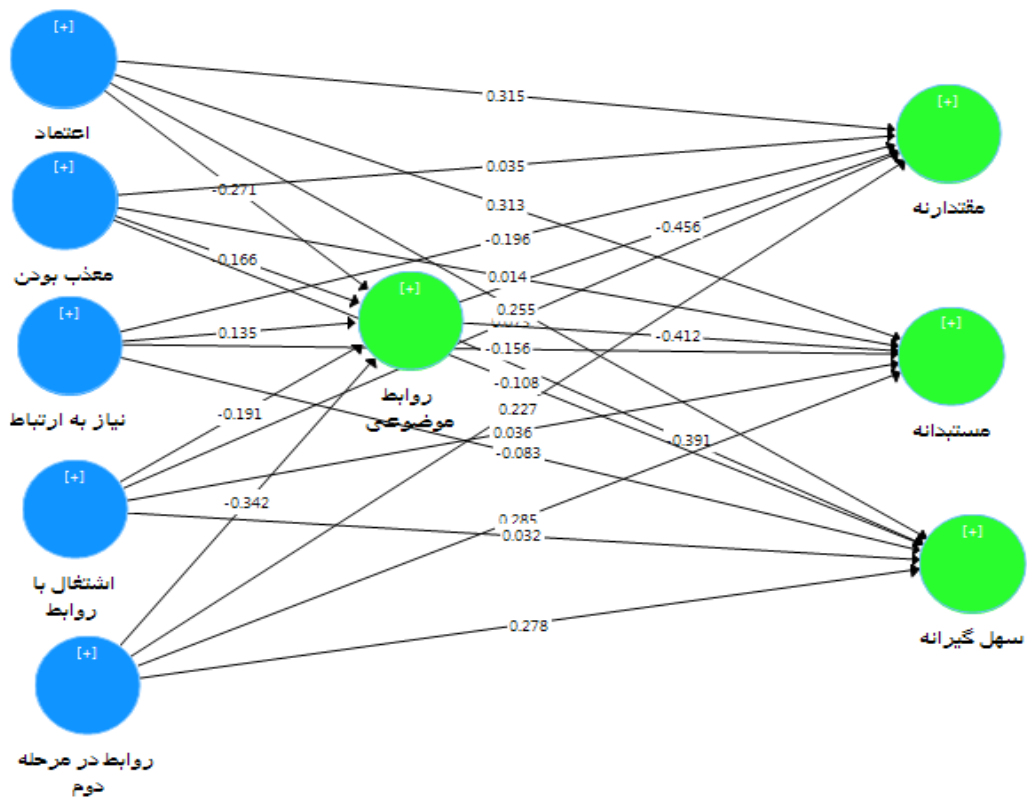 [+]
اعتماد
[+]
معذب بودن
[+]
نیاز به ارتباط
[+]
اشتغال با
روابط
[+]
روابط در مرحله
دوم
[+]
روابط
موضوعی
[+]
مقتدارنه
[+]
مستبدانه
[+]
سهل گیرانه
0.315
0.035
-0.271
0.313
-0.456
-0.196
-0.166
0.014
0.255
0.135
-0.412
-0.156
-0.108
-0.191
0.227
0.036
-0.391
-0.083
-0.342
0.285
0.032
0.278